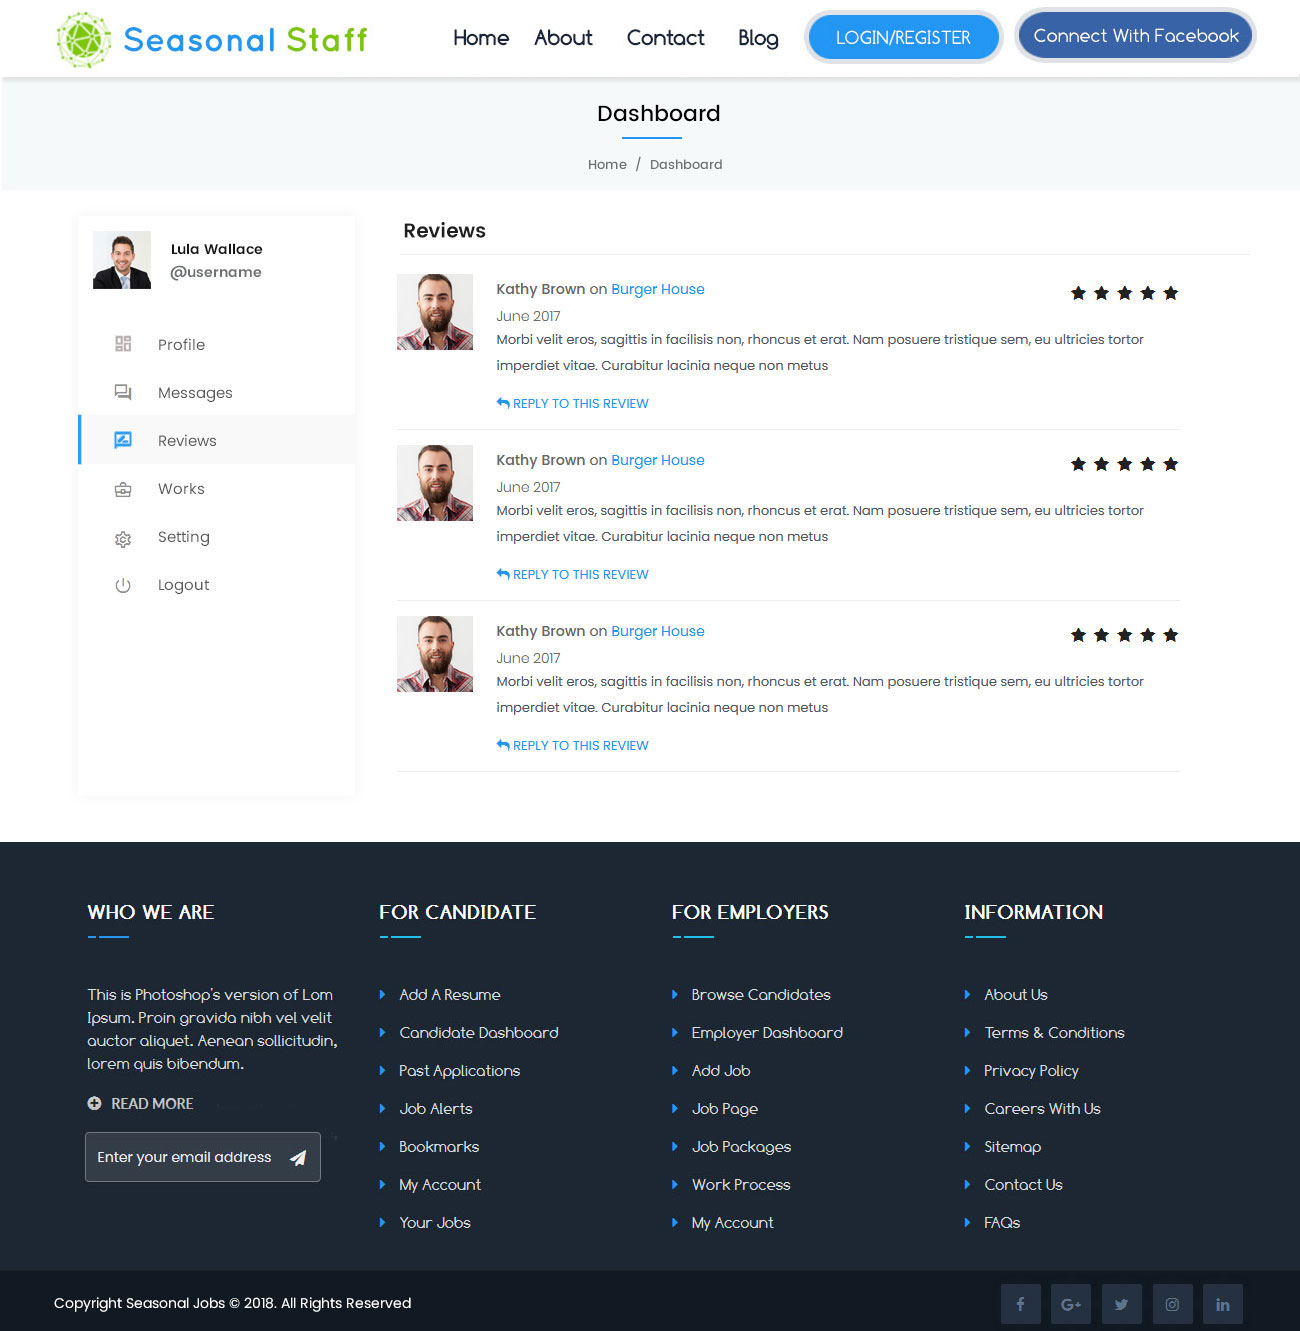 Seasonal Staff
Home About Contact Blog LOGIN/REGISTER Connect With Facebook
Dashboard
Home / Dashboard
Lula Wallace
@username
Profile
Messages
Reviews
Works
Setting
Logout
Reviews
Kathy Brown on Burger House
June 2017
Morbi velit eros, sagittis in facilisis non, rhoncus et erat. Nam posuere tristique sem, eu ultricies tortor
imperdiet vitae. Curabitur lacinia neque non metus
REPLY TO THIS REVIEW
Kathy Brown on Burger House
June 2017
Morbi velit eros, sagittis in facilisis non, rhoncus et erat. Nam posuere tristique sem, eu ultricies tortor
imperdiet vitae. Curabitur lacinia neque non metus
REPLY TO THIS REVIEW
Kathy Brown on Burger House
June 2017
Morbi velit eros, sagittis in facilisis non, rhoncus et erat. Nam posuere tristique sem, eu ultricies tortor
imperdiet vitae. Curabitur lacinia neque non metus
REPLY TO THIS REVIEW
WHO WE ARE
This is Photoshop's version of Lom
Ipsum. Proin gravida nibh vel velit
auctor aliquet. Aenean sollicitudin,
lorem quis bibendum.
READ MORE
Enter your email address
FOR CANDIDATE
Add A Resume
Candidate Dashboard
Past Applications
Job Alerts
Bookmarks
My Account
Your Jobs
FOR EMPLOYERS
Browse Candidates
Employer Dashboard
Add Job
Job Page
Job Packages
Work Process
My Account
INFORMATION
About Us
Terms & Conditions
Privacy Policy
Careers With Us
Sitemap
Contact Us
FAQs
Copyright Seasonal Jobs © 2018. All Rights Reserved